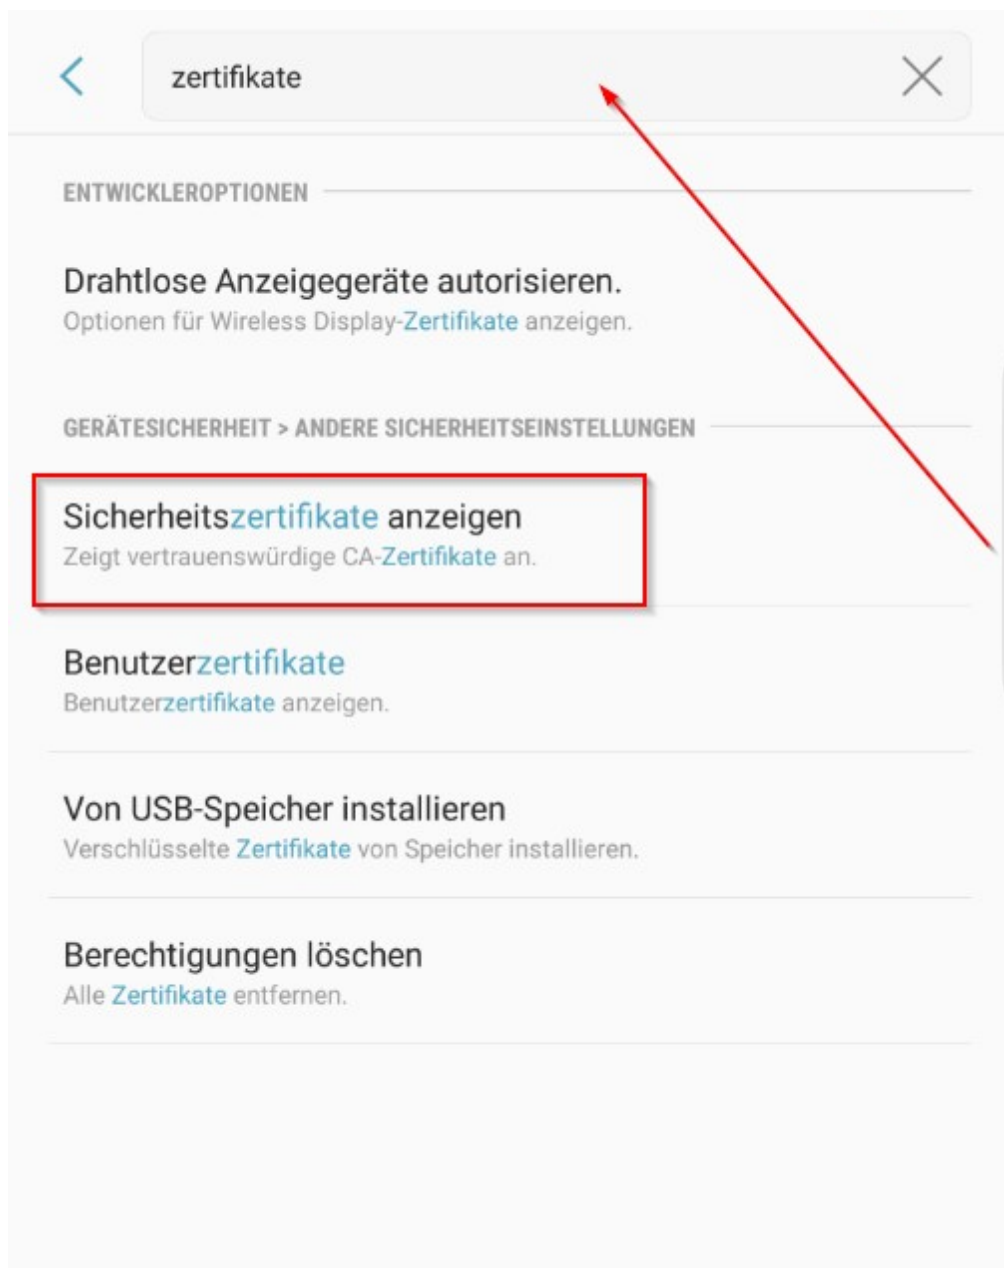 zertifikate
ENTWICKLEROPTIONEN
Drahtlose Anzeigegeräte autorisieren.
Optionen für Wireless Display-Zertifikate anzeigen.
GERÄTESICHERHEIT > ANDERE SICHERHEITSEINSTELLUNGEN
Sicherheitszertifikate anzeigen
Zeigt vertrauenswürdige CA-Zertifikate an.
Benutzerzertifikate
Benutzerzertifikate anzeigen.
Von USB-Speicher installieren
Verschlüsselte Zertifikate von Speicher installieren.
Berechtigungen löschen
Alle Zertifikate entfernen.